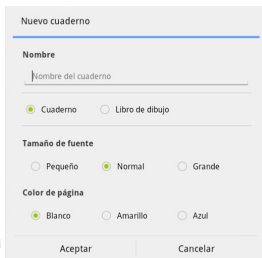 Nuevo cuaderno
Nombre
Nombre del cuaderno
Cuaderno Libro de dibujo
Tamaño de fuente
Pequeño Normal Grande
Color de página
Blanco Amarillo Azul
Aceptar Cancelar